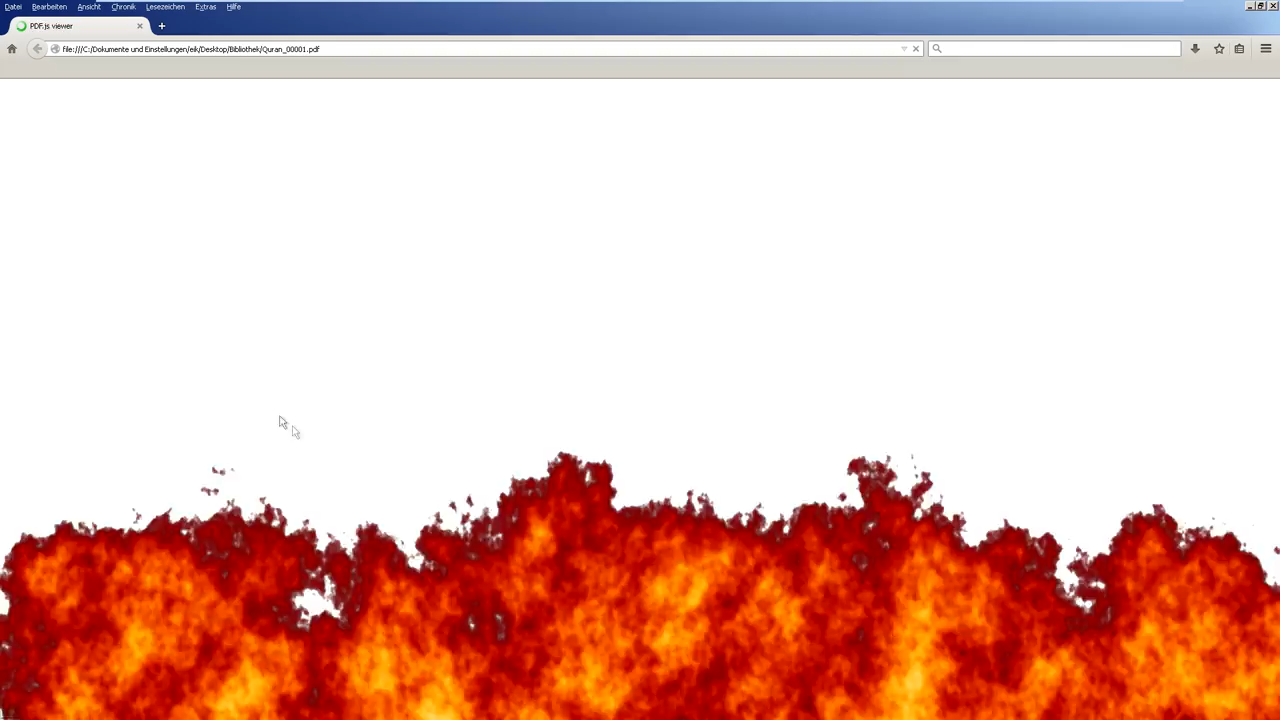 Datei Bearbeiten Ansicht Chronik Lesezeichen Extras Hilfe
PDF.js viewer
file:///C:/Dokumente und Einstellungen/eik/Desktop/Bibliothek/Quran_00001.pdf